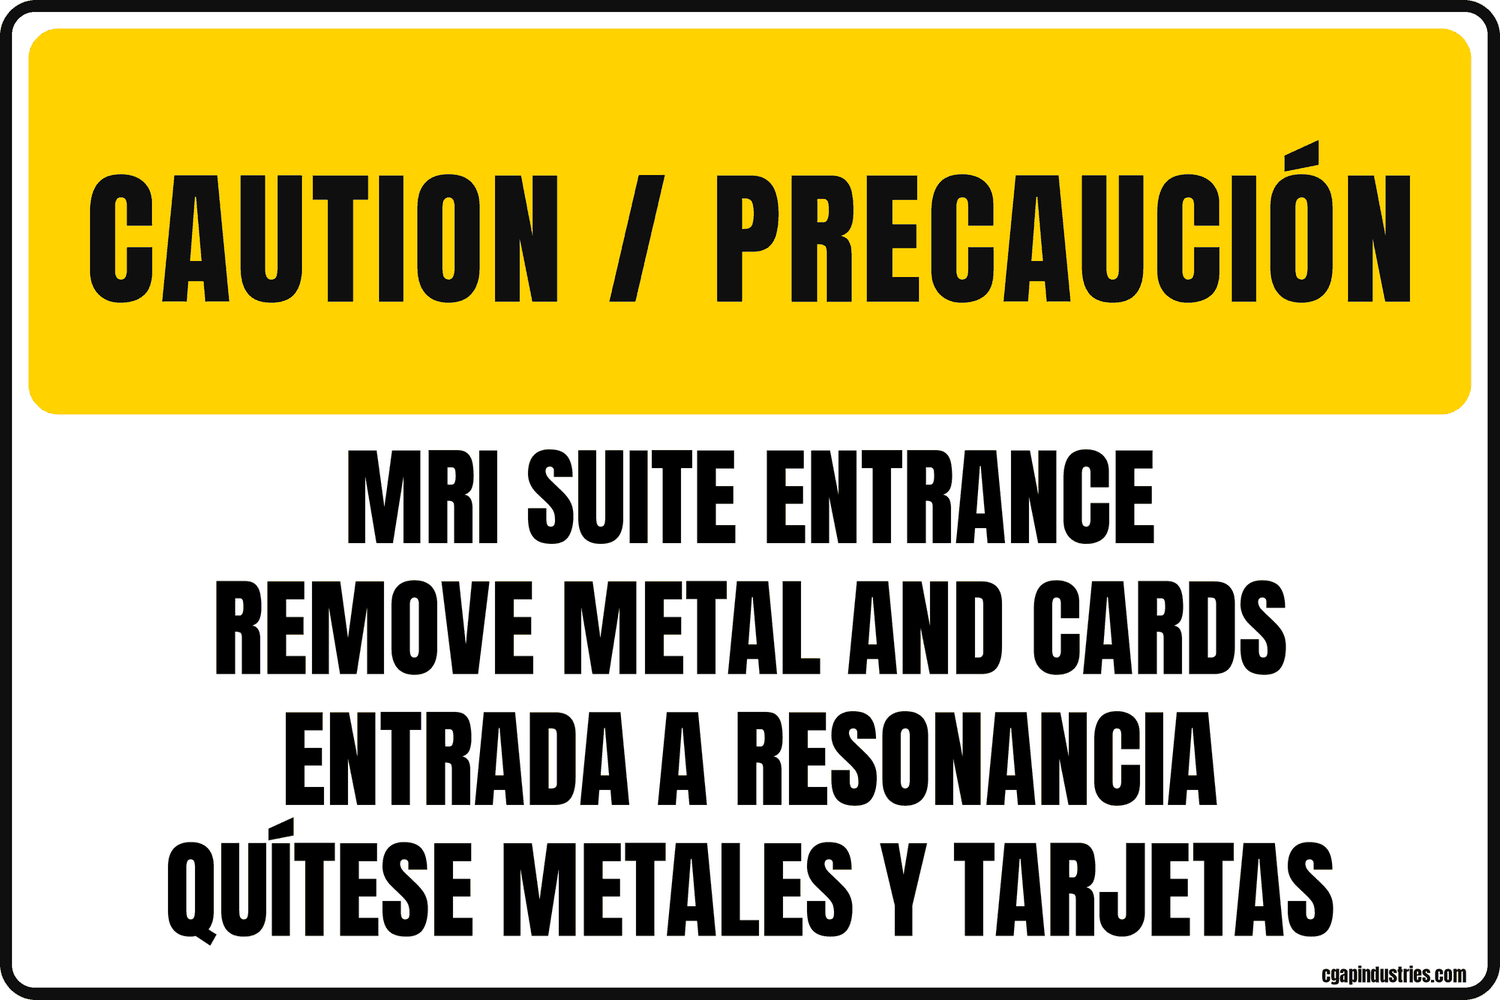 CAUTION / PRECAUCIÓN
MRI SUITE ENTRANCE
REMOVE METAL AND CARDS
ENTRADA A RESONANCIA
QUÍTESE METALES Y TARJETAS
cgapindustries.com